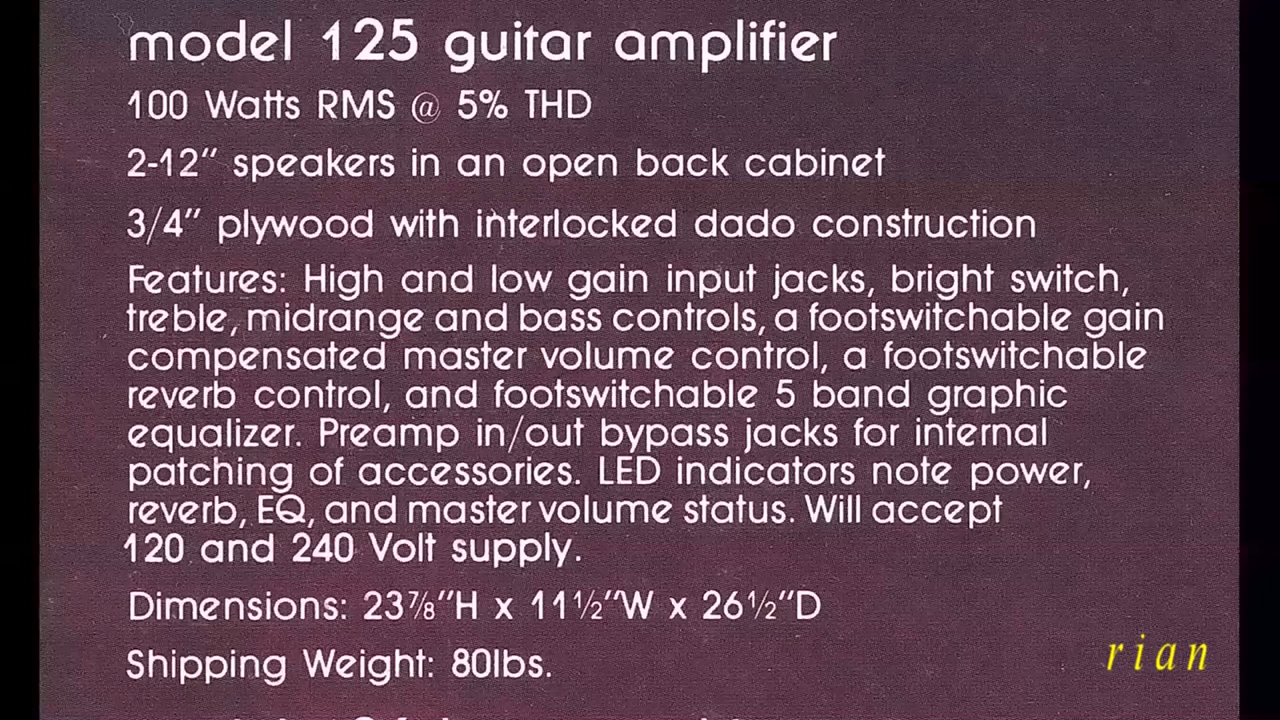 model 125 guitar amplifier
100 Watts RMS @ 5% THD
2-12" speakers in an open back cabinet
3/4" plywood with interlocked dado construction
Features: High and low gain input jacks, bright switch,
treble, midrange and bass controls, a footswitchable gain
compensated master volume control, a footswitchable
reverb control, and footswitchable 5 band graphic
equalizer. Preamp in/out bypass jacks for internal
patching of accessories. LED indicators note power,
reverb, EQ, and master volume status. Will accept
120 and 240 Volt supply.
Dimensions: 23⅞"H x 11½"W x 26½"D
rian
Shipping Weight: 80lbs.